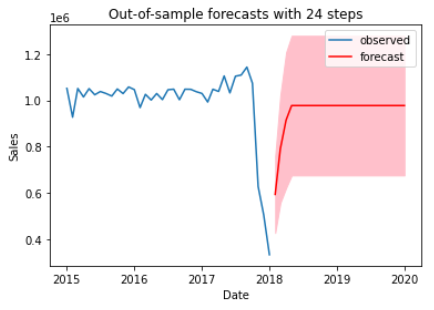 Out-of-sample forecasts with 24 steps
1e6
observed
forecast
1.2
1.0
0.8
0.6
0.4
Sales
2015 2016 2017 2018 2019 2020
Date